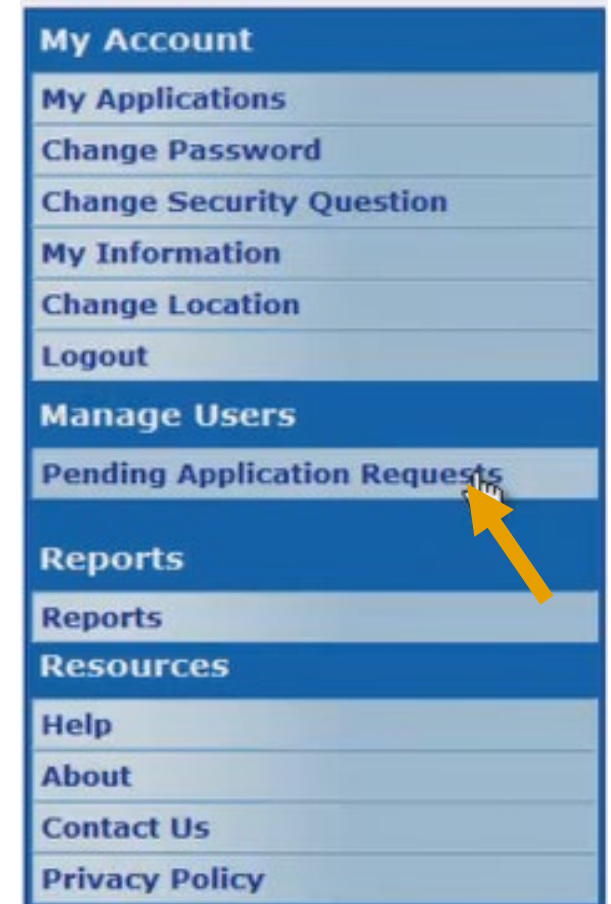 My Account
My Applications
Change Password
Change Security Question
My Information
Change Location
Logout
Manage Users
Pending Application Requests
Reports
Reports
Resources
Help
About
Contact Us
Privacy Policy